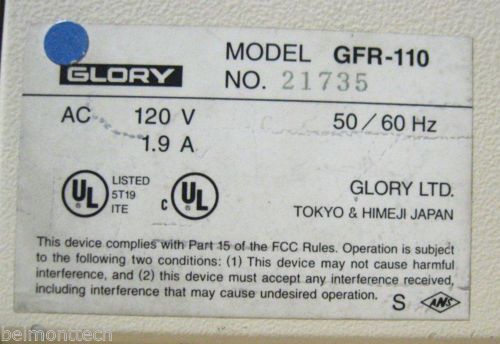 GLORY
MODEL GFR-110
NO. 21735
AC 120 V 50/60 Hz
1.9 A
UL LISTED 5T19 ITE
c UL
GLORY LTD.
TOKYO & HIMEJI JAPAN
This device complies with Part 15 of the FCC Rules. Operation is subject
to the following two conditions: (1) This device may not cause harmful
interference, and (2) this device must accept any interference received,
including interference that may cause undesired operation.
S ANS
belmonttech